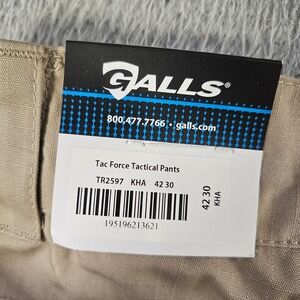 GALLS®
800.477.7766 • galls.com
Tac Force Tactical Pants
TR2597 KHA 42 30
195196213621
42 30
KHA